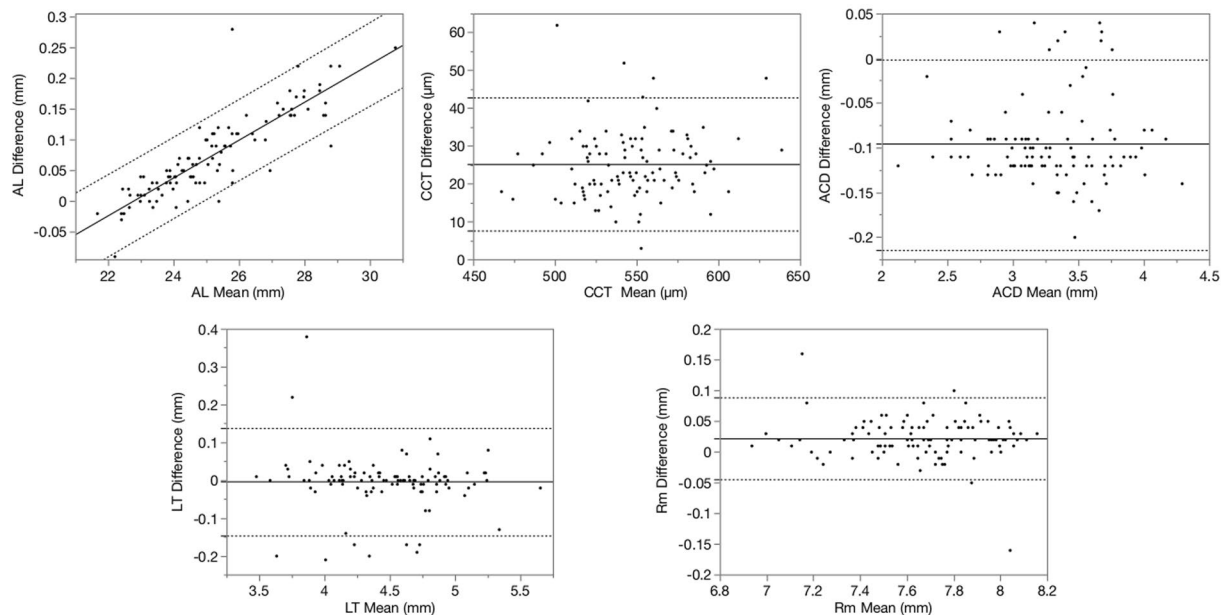 0.3
0.25
0.2
0.15
0.1
0.05
0
-0.05
AL Difference (mm)
22 24 26 28 30
AL Mean (mm)
65
60
50
40
30
20
10
0
CCT Difference (µm)
450 500 550 600 650
CCT Mean (µm)
0.05
0
-0.05
-0.1
-0.15
-0.2
ACD Difference (mm)
2 2.5 3 3.5 4 4.5
ACD Mean (mm)
0.4
0.3
0.2
0.1
0
-0.1
-0.2
LT Difference (mm)
3.5 4 4.5 5 5.5
LT Mean (mm)
0.2
0.15
0.1
0.05
0
-0.05
-0.1
-0.15
-0.2
Rm Difference (mm)
6.8 7 7.2 7.4 7.6 7.8 8 8.2
Rm Mean (mm)